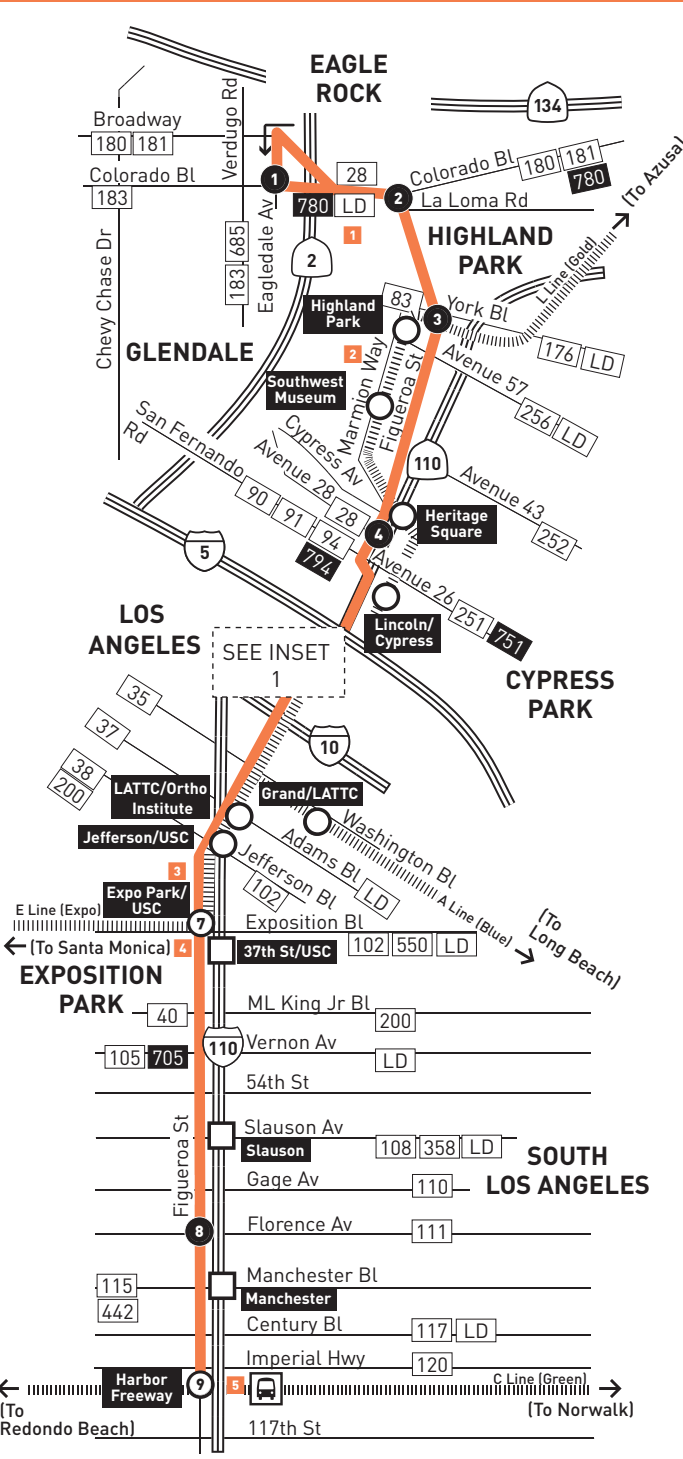 EAGLE
ROCK
134
Broadway
180 181
Verdugo Rd
Colorado Bl
183
1
28
2
Colorado Bl
180 181
780
(To Azusa)
780 LD
La Loma Rd
1
Eagledale Av
2
HIGHLAND
PARK
183 685
Chevy Chase Dr
L Line (Gold)
83
York Bl
3
Highland
Park
176 LD
GLENDALE
2
Marmion Way
Figueroa St
Avenue 57
256 LD
Southwest
Museum
San Fernando
Rd
Cypress Av
Avenue 28
28
110
Avenue 43
252
90 91 94
794
4
Heritage
Square
5
Avenue 26
251 751
LOS
ANGELES
Lincoln/
Cypress
SEE INSET
1
CYPRESS
PARK
35
37
38
200
10
LATTC/Ortho
Institute
Grand/LATTC
Jefferson/USC
Washington Bl
Adams Bl
LD
Jefferson Bl
102
A Line (Blue)
3
Expo Park/
USC
E Line (Expo)
7
Exposition Bl
(To
Long Beach)
(To Santa Monica)
4
37th St/USC
102 550 LD
EXPOSITION
PARK
40
ML King Jr Bl
200
105 705
110
Vernon Av
LD
54th St
Figueroa St
Slauson Av
Slauson
108 358 LD
SOUTH
LOS ANGELES
Gage Av
110
8
Florence Av
111
115
442
Manchester Bl
Manchester
Century Bl
117 LD
Imperial Hwy
120
Harbor
Freeway
9
5
C Line (Green)
(To
Redondo Beach)
(To Norwalk)
117th St